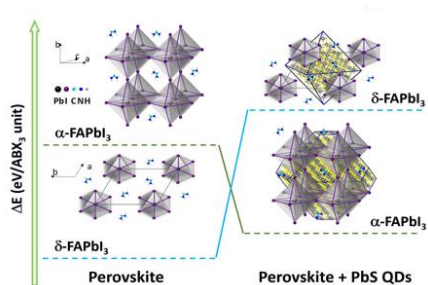 b
c
a
Pb I C N H
α-FAPbI₃
b
a
δ-FAPbI₃
δ-FAPbI₃
α-FAPbI₃
ΔE (eV/ABX₃ unit)
Perovskite
Perovskite + PbS QDs